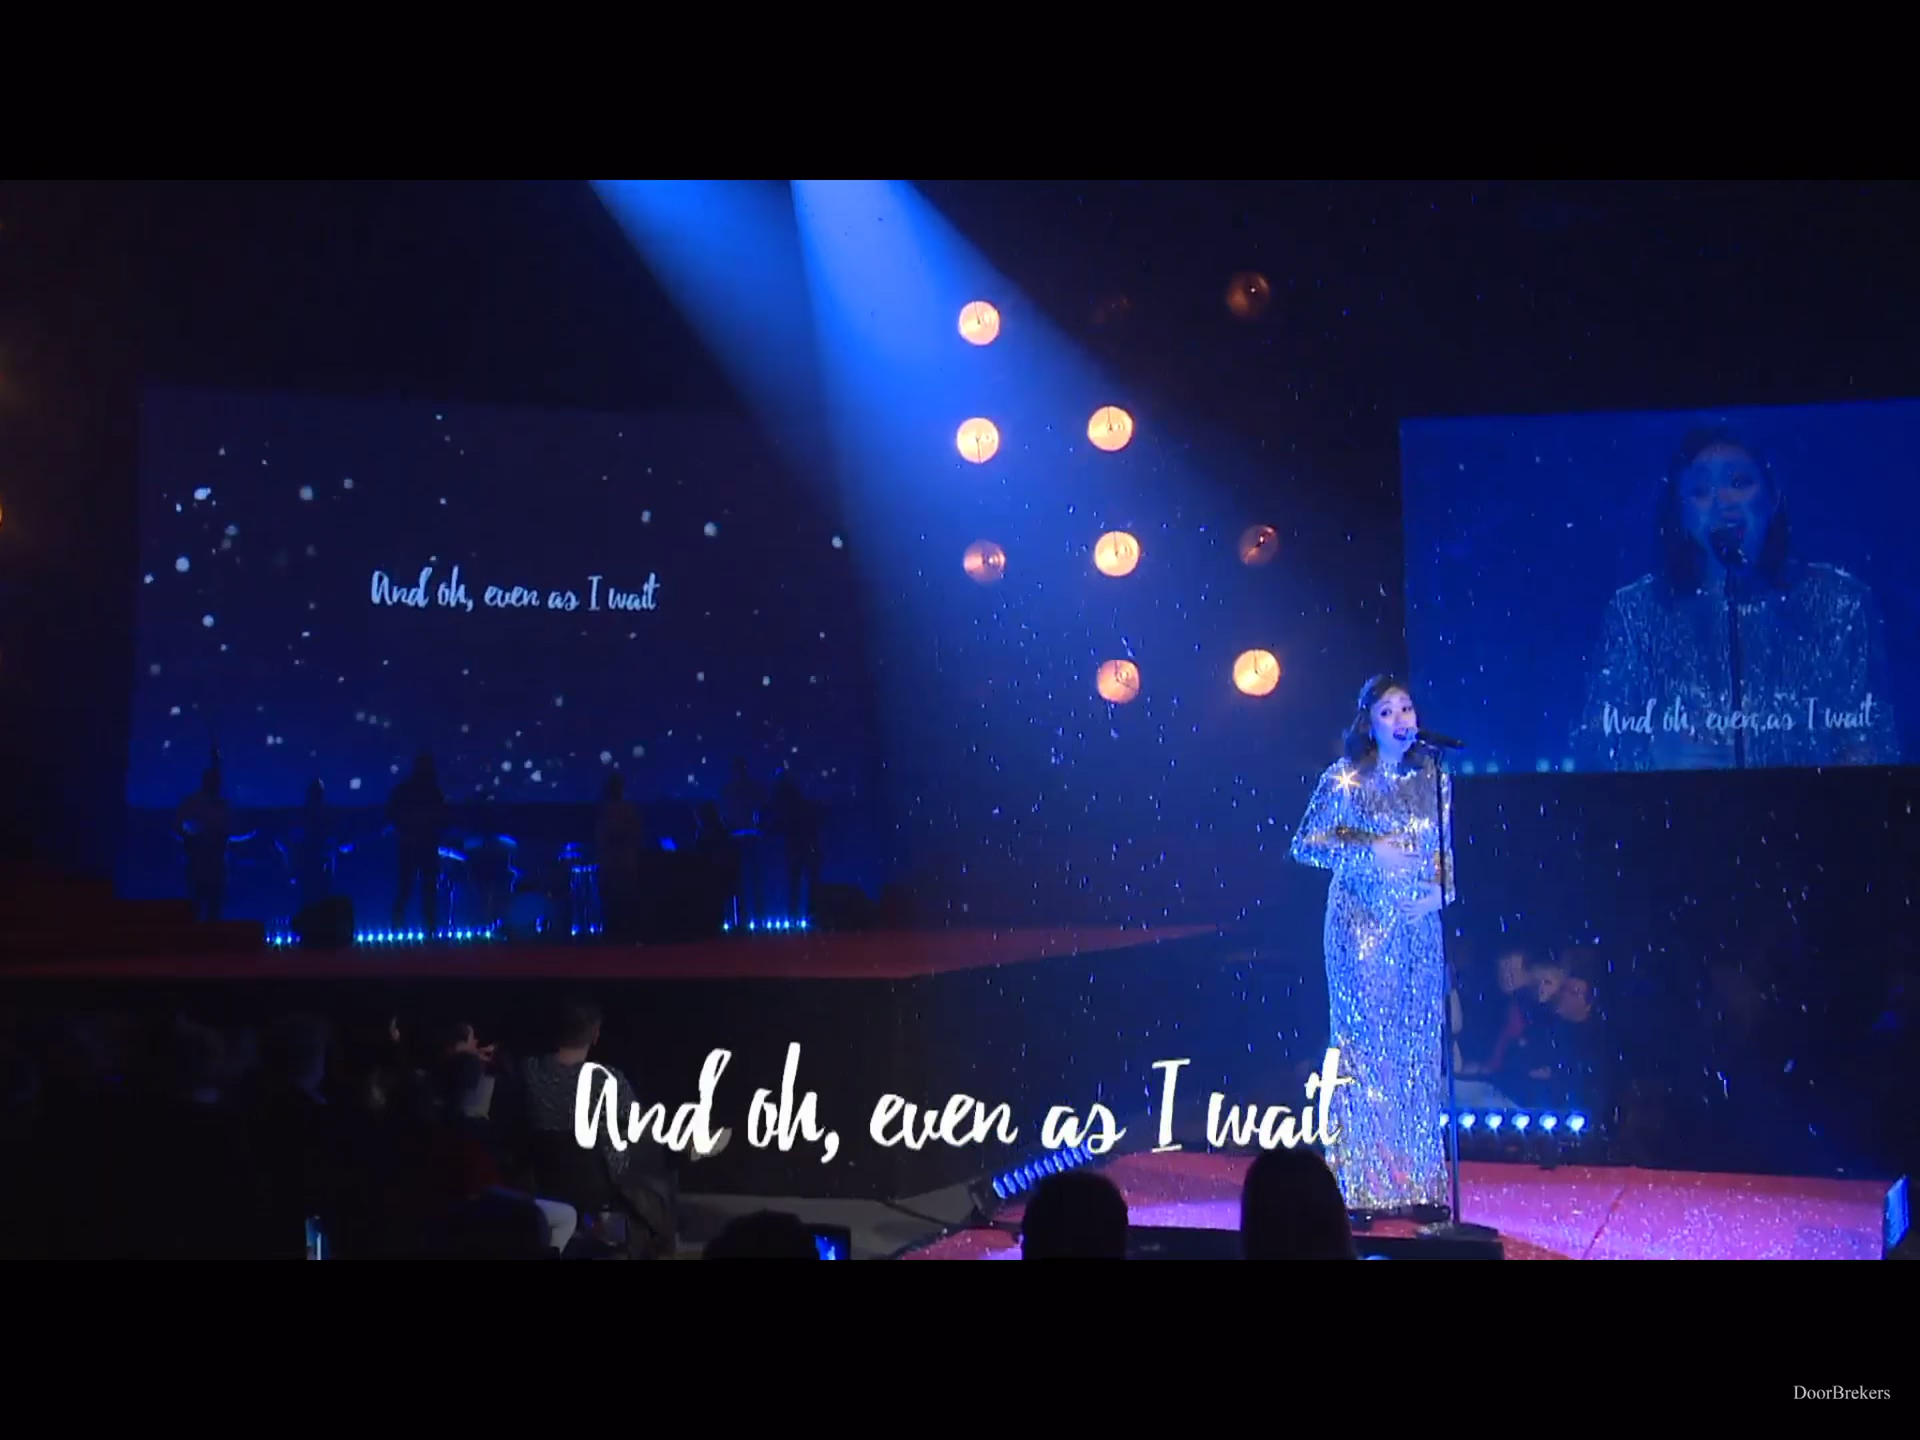 And oh, even as I wait
And oh, even as I wait
And oh, even as I wait
DoorBrekers